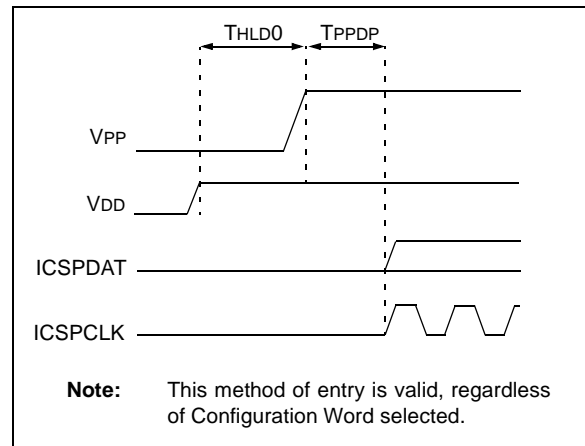 THLD0 TPPDP
VPP
VDD
ICSPDAT
ICSPCLK
Note: This method of entry is valid, regardless
of Configuration Word selected.